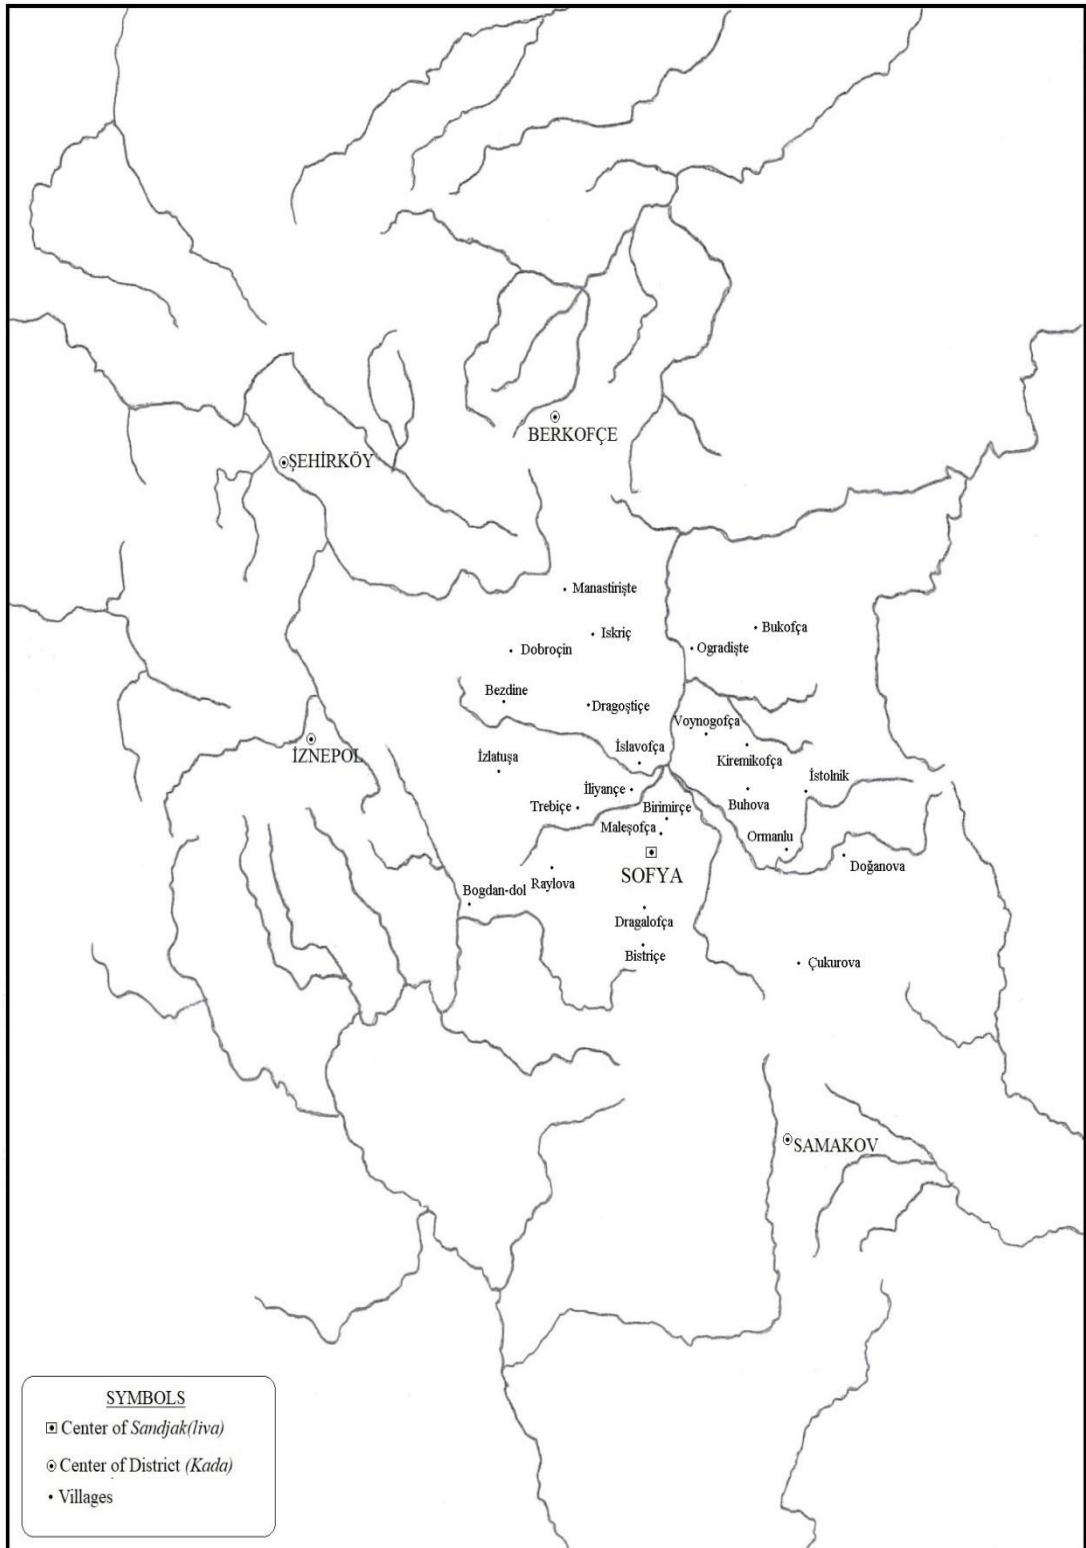 BERKOFÇE
ŞEHİRKÖY
Manastirişte
Bukofça
Iskriç
Ogradişte
Dobroçin
Bezdine
Dragoştiçe
Voynogofça
İslavofça
İZNEPOL
İzlatuşa
Kiremikofça
İstolnik
İliyançe
Trebiçe
Birimirçe
Buhova
Maleşofça
Ormanlu
SOFYA
Doğanova
Raylova
Bogdan-dol
Dragalofça
Bistriçe
Çukurova
SAMAKOV
SYMBOLS
Center of Sandjak(liva)
Center of District (Kada)
Villages